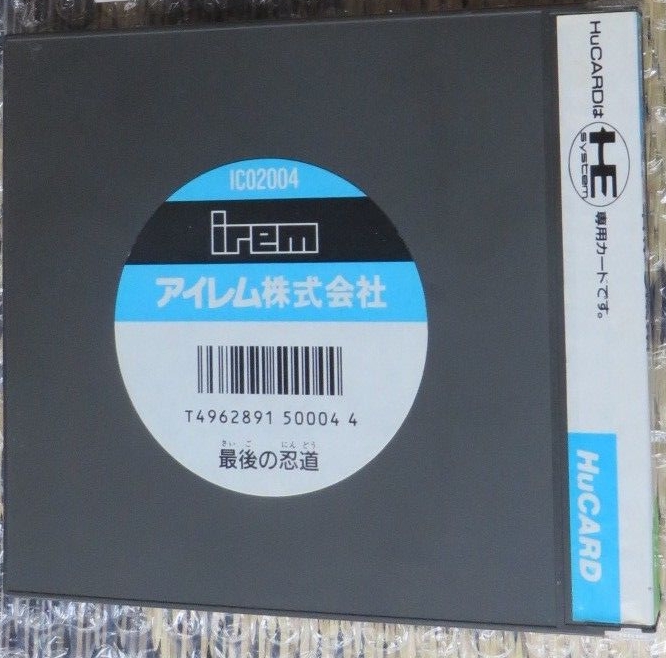 IC02004
irem
アイレム株式会社
T4962891 50004 4
さい ご にん どう
最後の忍道
HuCARDは
HE
system
専用カードです。
HuCARD